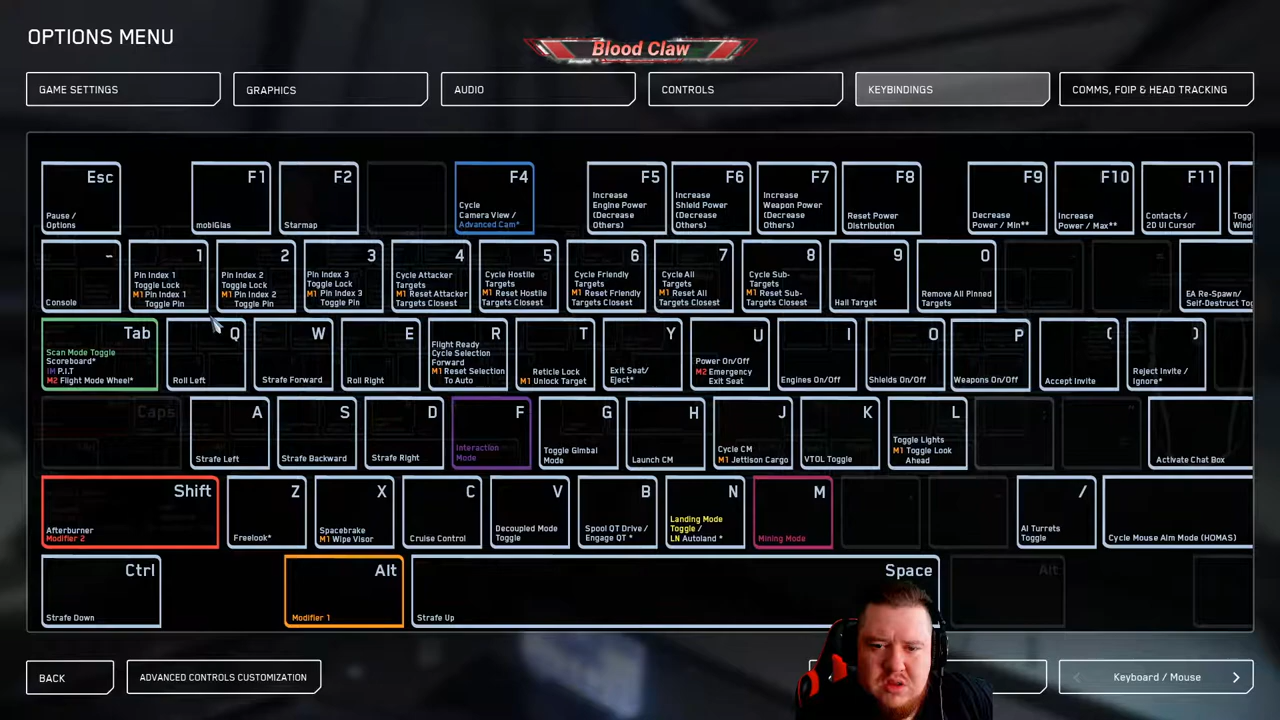 OPTIONS MENU
Blood Claw
GAME SETTINGS
GRAPHICS
AUDIO
CONTROLS
KEYBINDINGS
COMMS, FOIP & HEAD TRACKING
Esc
Pause /
Options
F1
mobiGlas
F2
Starmap
F4
Cycle
Camera View /
Advanced Cam*
F5
Increase
Engine Power
(Decrease
Others)
F6
Increase
Shield Power
(Decrease
Others)
F7
Increase
Weapon Power
(Decrease
Others)
F8
Reset Power
Distribution
F9
Decrease
Power / Min**
F10
Increase
Power / Max**
F11
Contacts /
2D UI Cursor
~
Console
1
Pin Index 1
Toggle Lock
M1 Pin Index 1
Toggle Pin
2
Pin Index 2
Toggle Lock
M1 Pin Index 2
Toggle Pin
3
Pin Index 3
Toggle Lock
M1 Pin Index 3
Toggle Pin
4
Cycle Attacker
Targets
M1 Reset Attacker
Targets Closest
5
Cycle Hostile
Targets
M1 Reset Hostile
Targets Closest
6
Cycle Friendly
Targets
M1 Reset Friendly
Targets Closest
7
Cycle All
Targets
M1 Reset All
Targets Closest
8
Cycle Sub-
Targets
M1 Reset Sub-
Targets Closest
9
Hail Target
0
Remove All Pinned
Targets
EA Re-Spawn/
Self-Destruct Tog
Tab
Scan Mode Toggle
Scoreboard*
IM P.I.T
M2 Flight Mode Wheel*
Q
Roll Left
W
Strafe Forward
E
Roll Right
R
Flight Ready
Cycle Selection
Forward
M1 Reset Selection
To Auto
T
Reticle Lock
M1 Unlock Target
Y
Exit Seat/
Eject*
U
Power On/Off
M2 Emergency
Exit Seat
I
Engines On/Off
O
Shields On/Off
P
Weapons On/Off
Accept Invite
Reject Invite /
Ignore*
Caps
A
Strafe Left
S
Strafe Backward
D
Strafe Right
F
Interaction
Mode
G
Toggle Gimbal
Mode
H
Launch CM
J
Cycle CM
M1 Jettison Cargo
K
VTOL Toggle
L
Toggle Lights
M1 Toggle Look
Ahead
Activate Chat Box
Shift
Afterburner
Modifier 2
Z
Freelook*
X
Spacebrake
M1 Wipe Visor
C
Cruise Control
V
Decoupled Mode
Toggle
B
Spool QT Drive /
Engage QT *
N
Landing Mode
Toggle /
LN Autoland *
M
Mining Mode
/
AI Turrets
Toggle
Cycle Mouse Aim Mode (HOMAS)
Ctrl
Strafe Down
Alt
Modifier 1
Space
Strafe Up
Alt
BACK
ADVANCED CONTROLS CUSTOMIZATION
Keyboard / Mouse